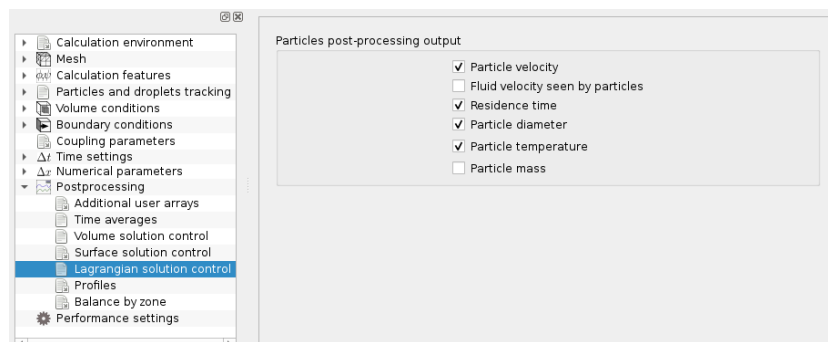 Calculation environment
Mesh
Calculation features
Particles and droplets tracking
Volume conditions
Boundary conditions
Coupling parameters
Δt Time settings
Δx Numerical parameters
Postprocessing
Additional user arrays
Time averages
Volume solution control
Surface solution control
Lagrangian solution control
Profiles
Balance by zone
Performance settings
Particles post-processing output
Particle velocity
Fluid velocity seen by particles
Residence time
Particle diameter
Particle temperature
Particle mass